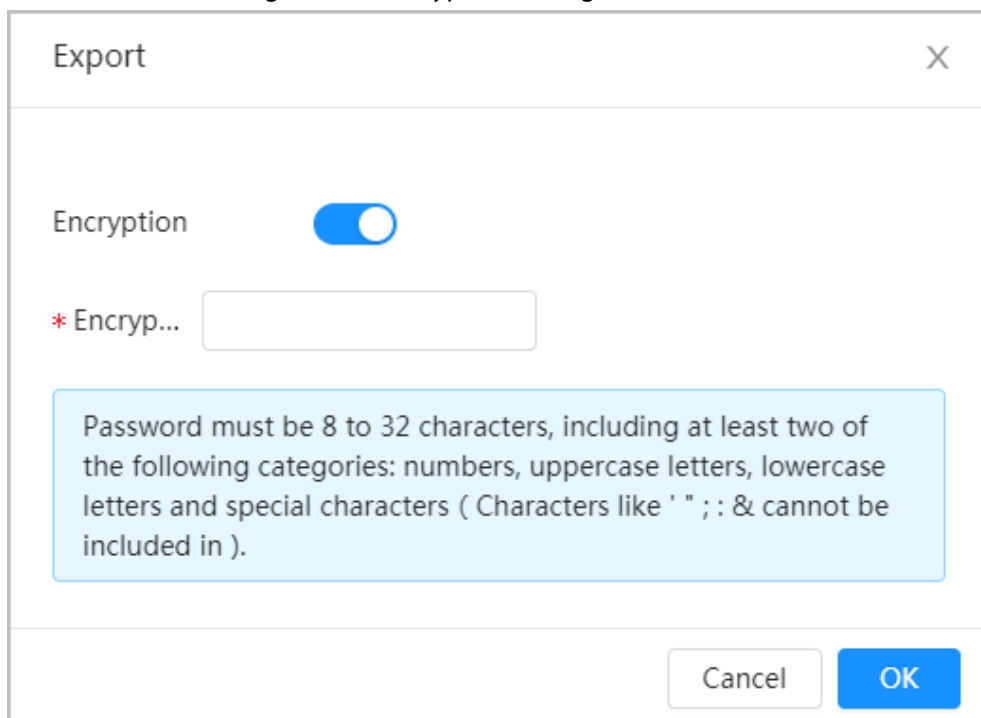 Export
X
Encryption
* Encryp...
Password must be 8 to 32 characters, including at least two of
the following categories: numbers, uppercase letters, lowercase
letters and special characters ( Characters like ' " ; : & cannot be
included in ).
Cancel OK